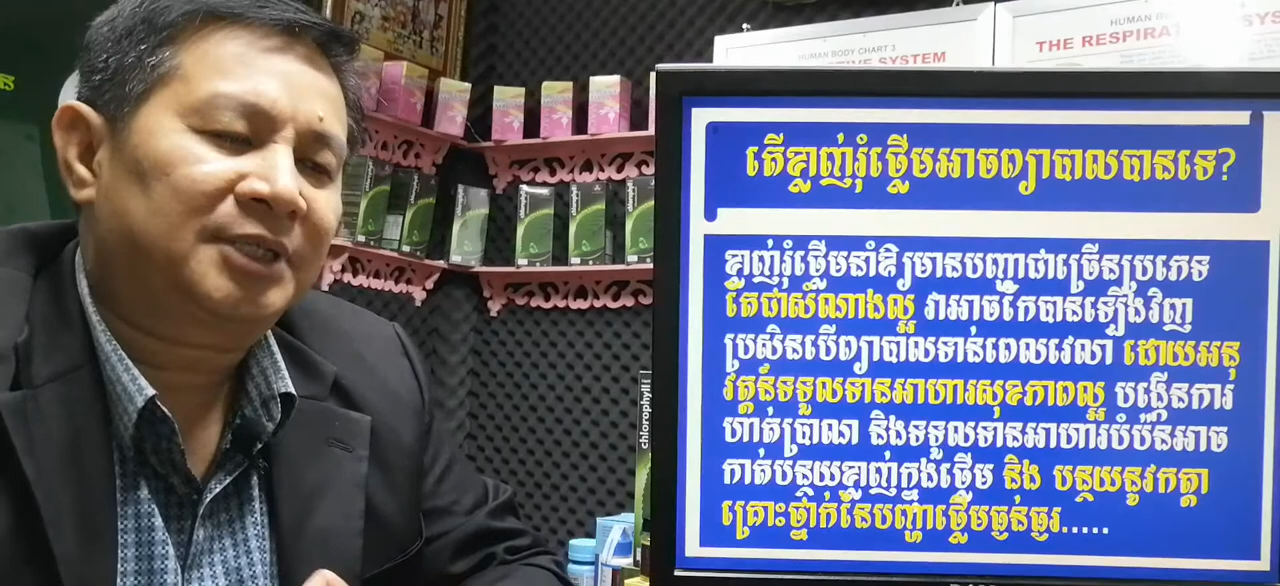 HUMAN BODY CHART 3
SYSTEM
THE RESPIRA
តើខ្លាញ់រុំថ្លើមអាចព្យាបាលបានទេ?
ខ្លាញ់រុំថ្លើមនាំឱ្យមានបញ្ហាជាច្រើនប្រភេទ
តែជាសំណាងល្អ វាអាចកែបានឡើងវិញ
ប្រសិនបើព្យាបាលទាន់ពេលវេលា ដោយអនុ
វត្តន៍ទទួលទានអាហារសុខភាពល្អ បង្កើនការ
ហាត់ប្រាណ និងទទួលទានអាហារបំប៉នអាច
កាត់បន្ថយខ្លាញ់ក្នុងថ្លើម និង បន្ថយនូវកត្តា
គ្រោះថ្នាក់នៃបញ្ហាថ្លើមធ្ងន់ធ្ងរ.....
chlorophyll
chlorophyll
chlorophyll
chlorophyll